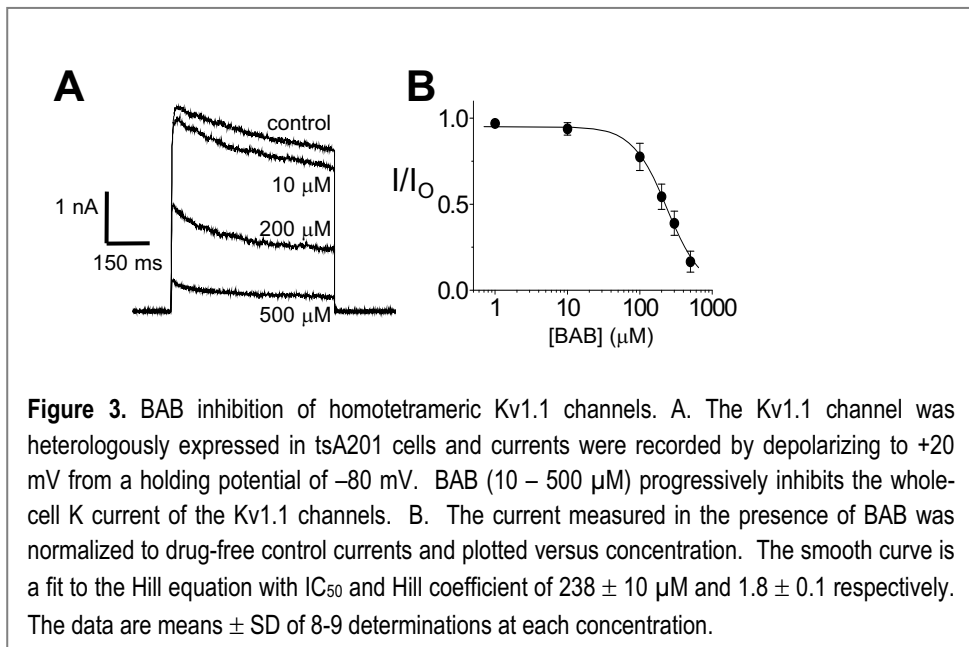 A
control
10 μM
200 μM
500 μM
1 nA
150 ms
B
I/I_O
1.0
0.5
0.0
1 10 100 1000
[BAB] (μM)
Figure 3. BAB inhibition of homotetrameric Kv1.1 channels. A. The Kv1.1 channel was
heterologously expressed in tsA201 cells and currents were recorded by depolarizing to +20
mV from a holding potential of –80 mV. BAB (10 – 500 μM) progressively inhibits the whole-
cell K current of the Kv1.1 channels. B. The current measured in the presence of BAB was
normalized to drug-free control currents and plotted versus concentration. The smooth curve is
a fit to the Hill equation with IC₅₀ and Hill coefficient of 238 ± 10 μM and 1.8 ± 0.1 respectively.
The data are means ± SD of 8-9 determinations at each concentration.